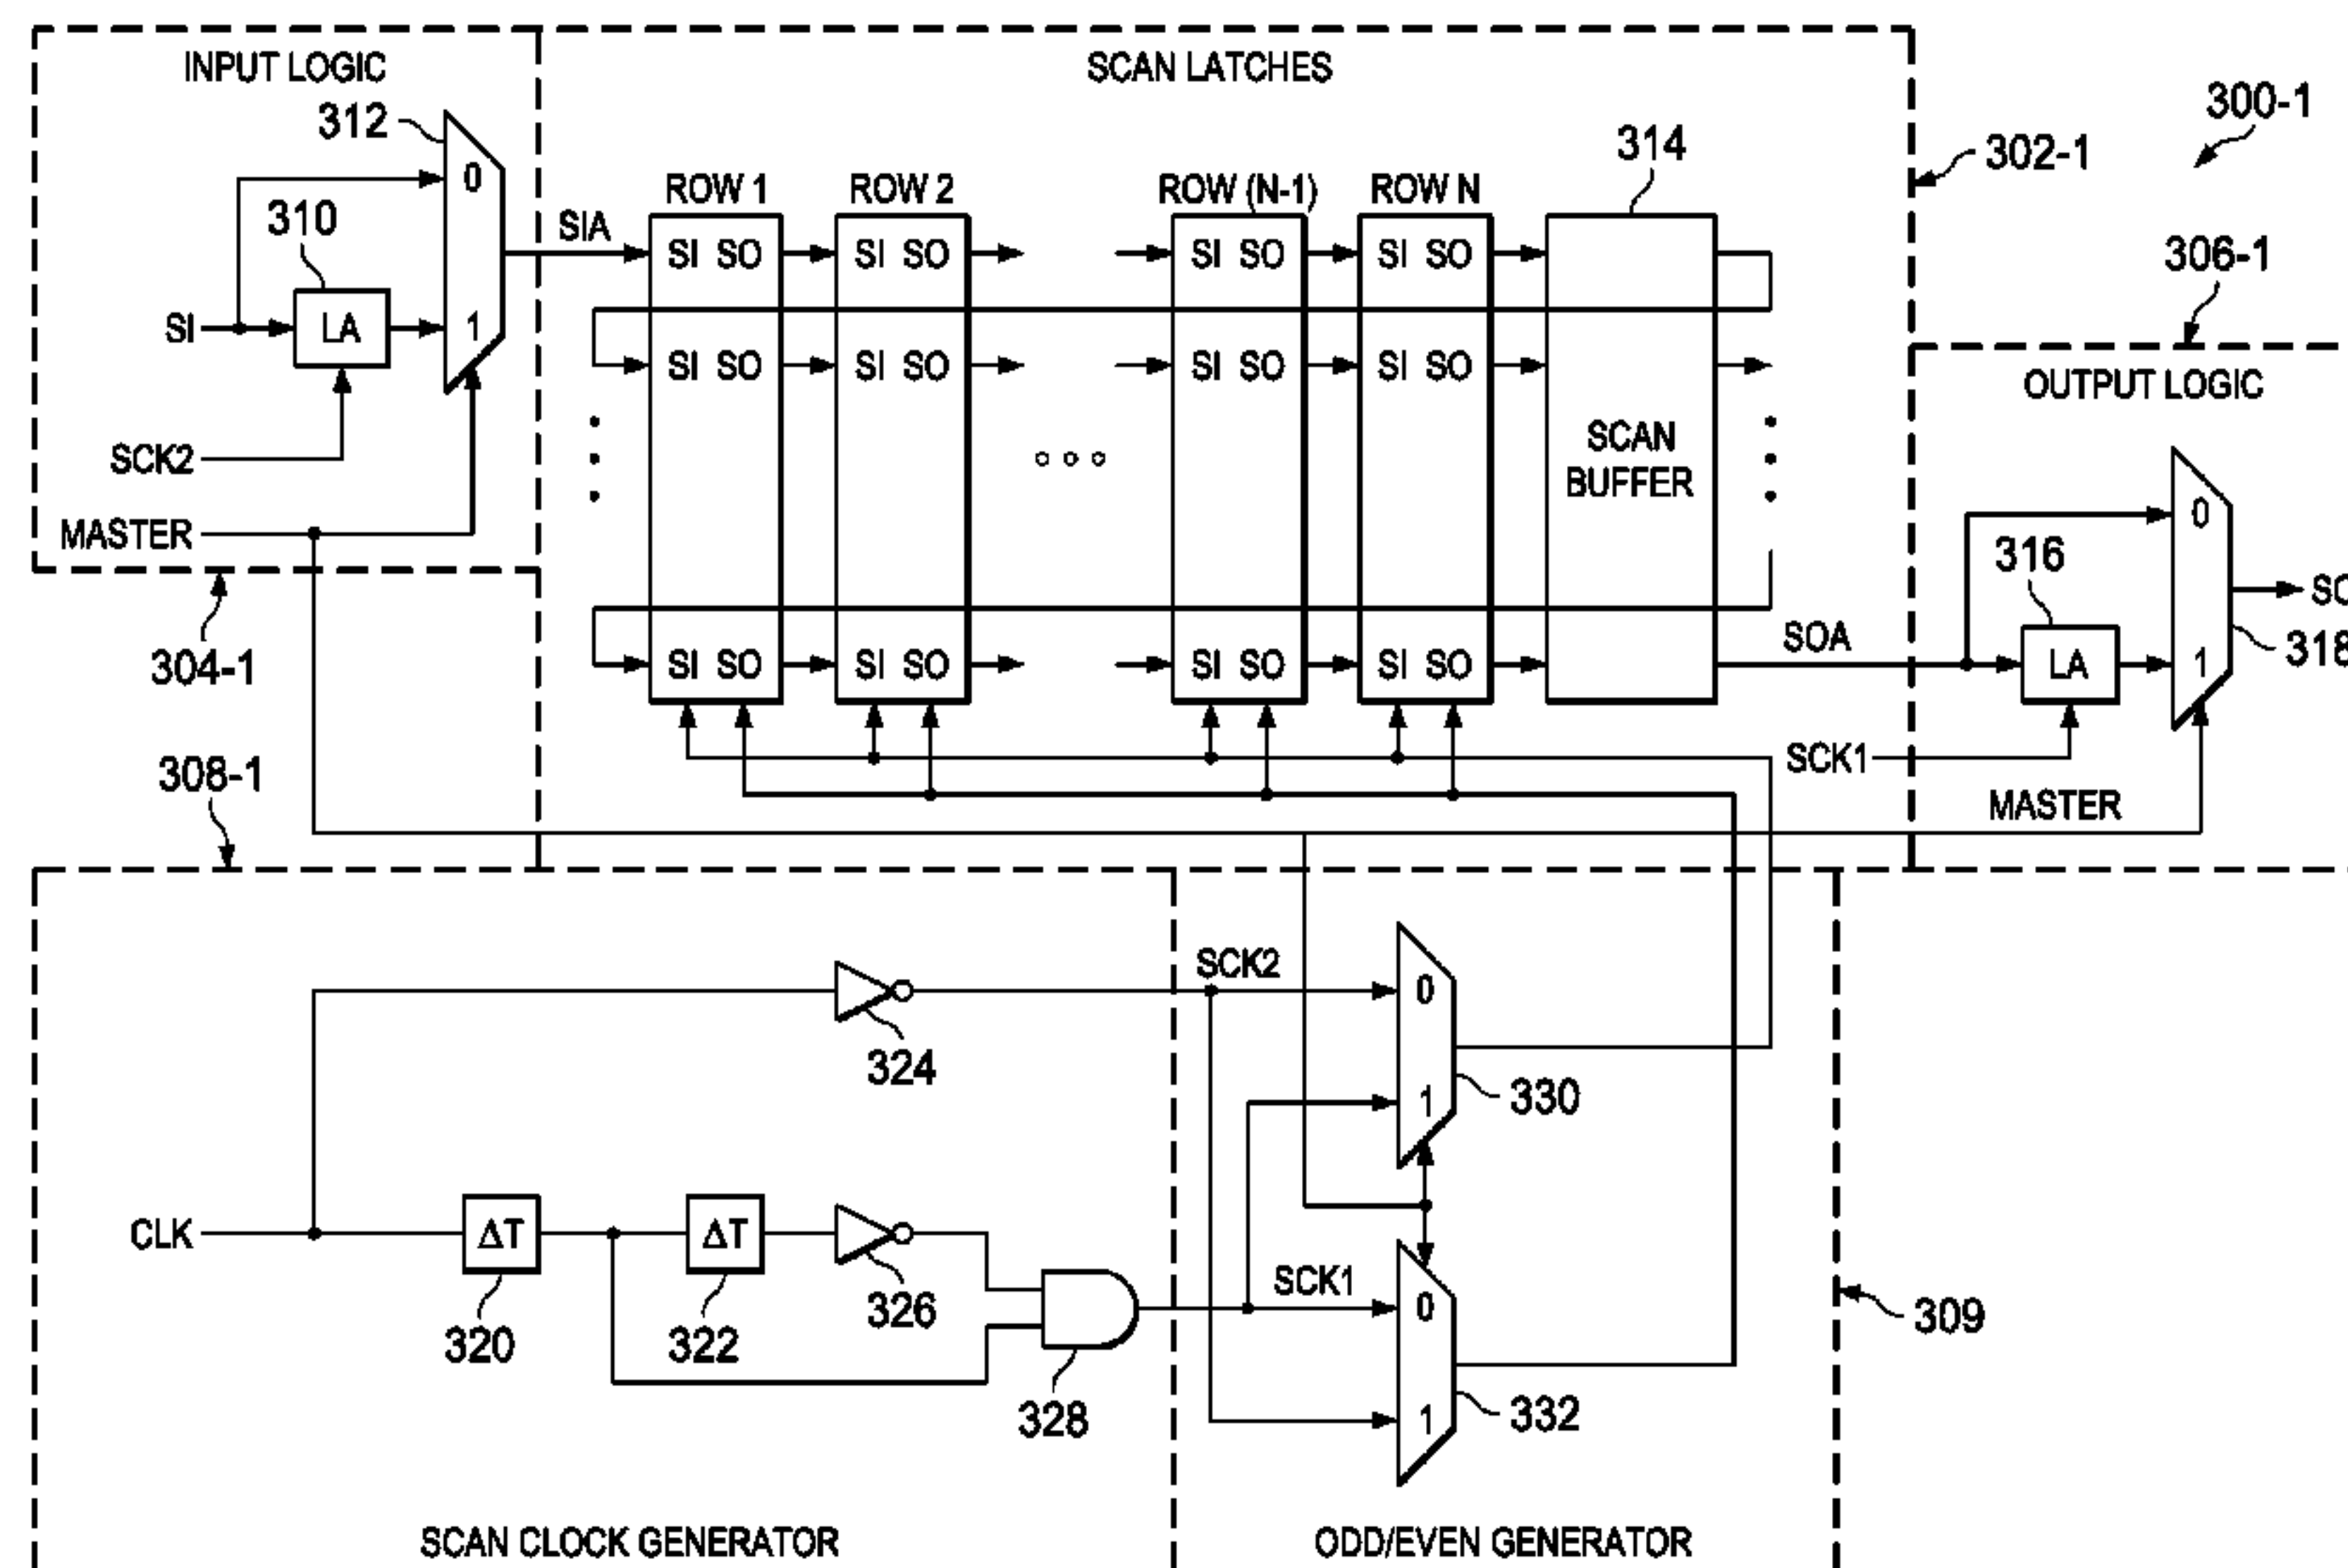 INPUT LOGIC
312
0
310
SI
LA
1
SCK2
MASTER
304-1
SCAN LATCHES
SIA
ROW 1
ROW 2
ROW (N-1)
ROW N
314
SI SO
SI SO
SI SO
SI SO
SI SO
SI SO
SI SO
SI SO
SCAN
BUFFER
SI SO
SI SO
SI SO
SI SO
SOA
300-1
302-1
306-1
OUTPUT LOGIC
0
316
LA
1
318
SCK1
MASTER
308-1
CLK
324
ΔT
320
ΔT
322
326
328
SCAN CLOCK GENERATOR
SCK2
0
1
330
SCK1
0
1
332
309
ODD/EVEN GENERATOR